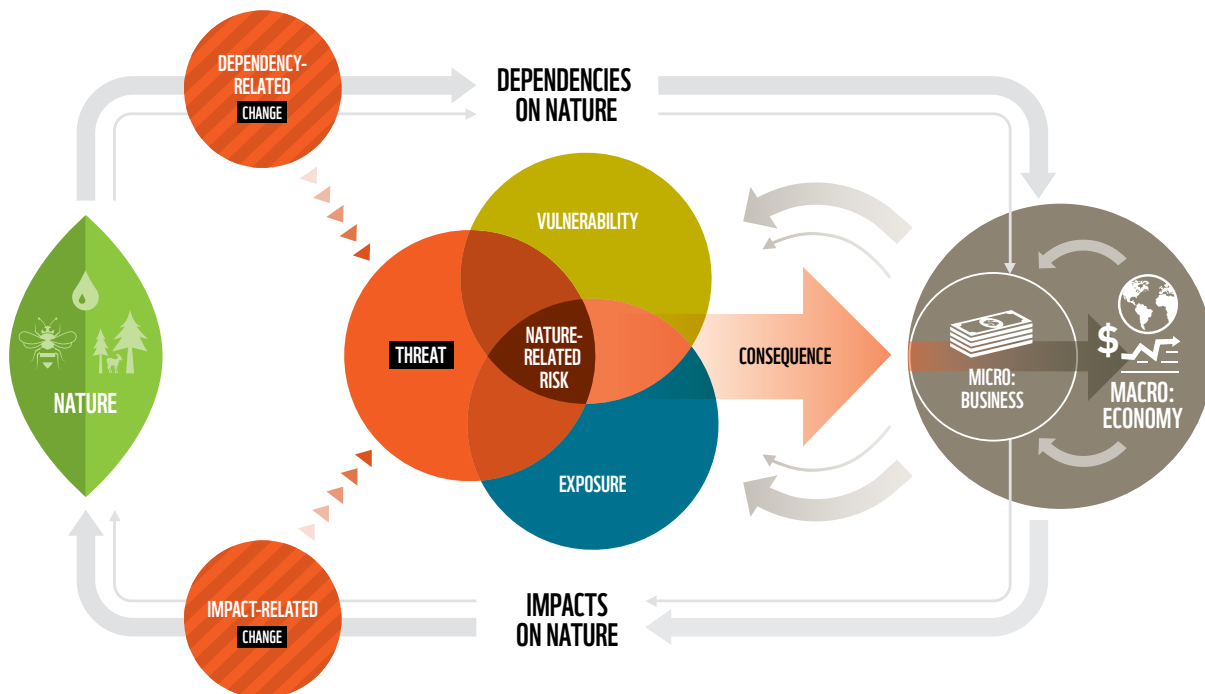 DEPENDENCY-
RELATED
CHANGE
DEPENDENCIES
ON NATURE
VULNERABILITY
NATURE
THREAT
NATURE-
RELATED
RISK
CONSEQUENCE
$
MICRO:
BUSINESS
MACRO:
ECONOMY
EXPOSURE
IMPACT-RELATED
CHANGE
IMPACTS
ON NATURE